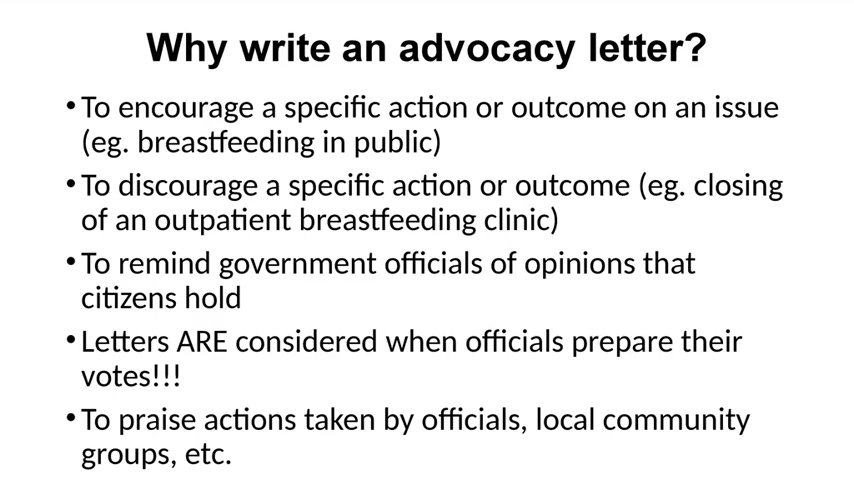 Why write an advocacy letter?
• To encourage a specific action or outcome on an issue
(eg. breastfeeding in public)
• To discourage a specific action or outcome (eg. closing
of an outpatient breastfeeding clinic)
• To remind government officials of opinions that
citizens hold
• Letters ARE considered when officials prepare their
votes!!!
• To praise actions taken by officials, local community
groups, etc.